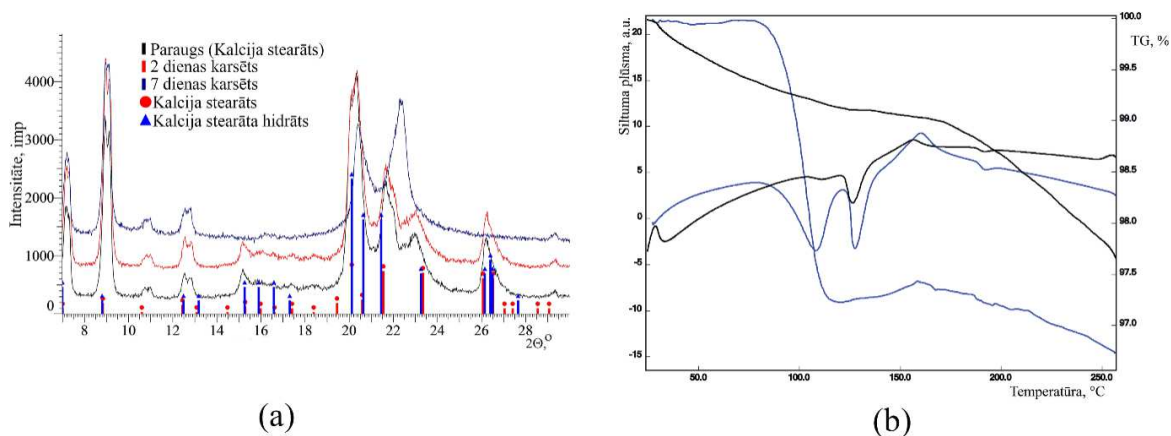 Paraugs (Kalcija stearāts)
2 dienas karsēts
7 dienas karsēts
Kalcija stearāts
Kalcija stearāta hidrāts
Intensitāte, imp
4000
3000
2000
1000
0
8 10 12 14 16 18 20 22 24 26 28
2Θ,°
(a)
Siltuma plūsma, a.u.
20
15
10
5
0
-5
-10
-15
50.0 100.0 150.0 200.0 250.0
Temperatūra, °C
TG, %
100.0
99.5
99.0
98.5
98.0
97.5
97.0
(b)